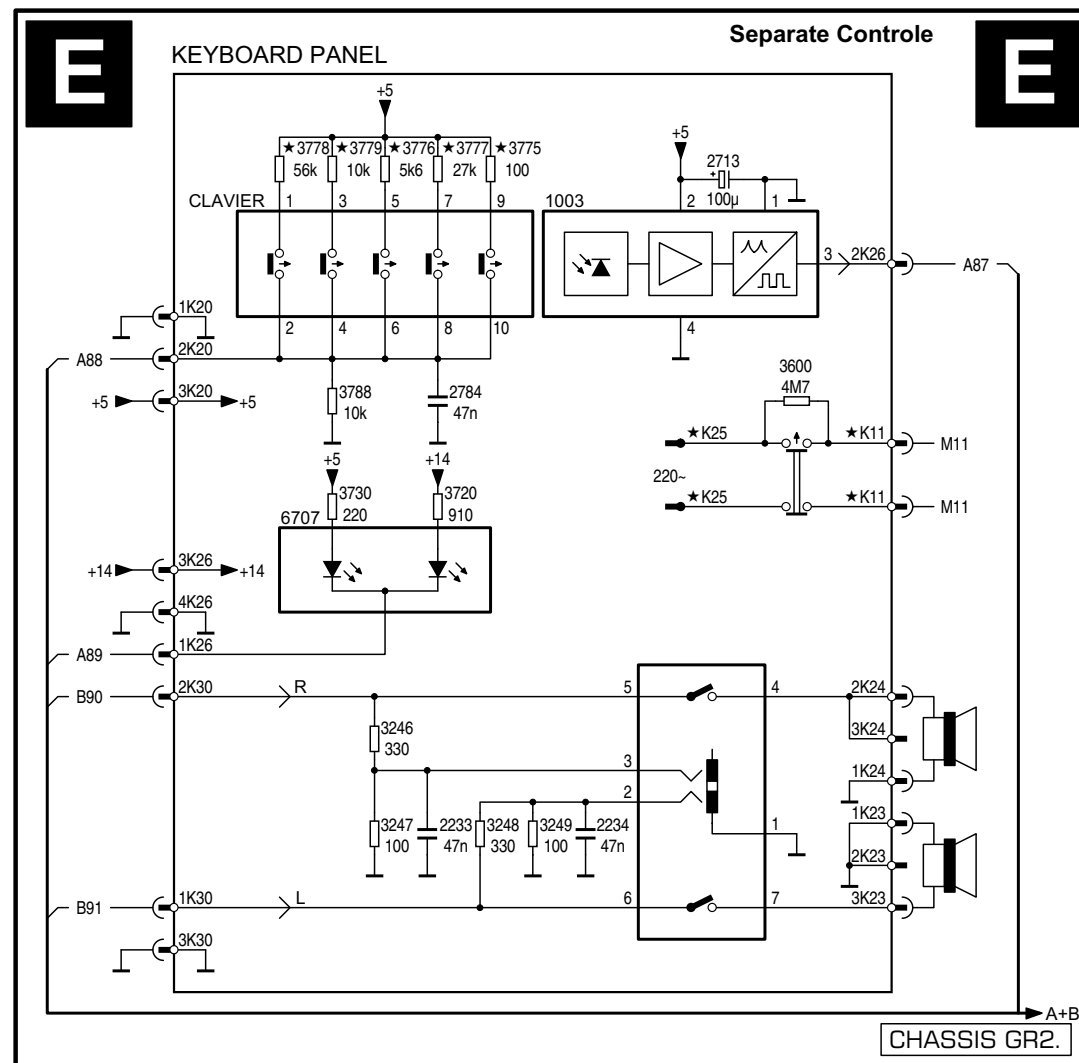 E
Separate Controle
E
KEYBOARD PANEL
+5
★3778 ★3779 ★3776 ★3777 ★3775
56k 10k 5k6 27k 100
+5
2713
+
100µ
CLAVIER 1 3 5 7 9
1003 2 1
3 2K26 A87
1K20
2 4 6 8 10
4
A88 2K20
+5 3K20 +5
3788
10k
2784
47n
3600
4M7
★K25 ★K11 M11
220~
★K25 ★K11 M11
+5 +14
3730
220
3720
910
6707
+14 3K26 +14
4K26
A89 1K26
B90 2K30 R 5 4 2K24
3K24
3246
330
3
1K24
2
1K23
3247
100
2233
47n
3248
330
3249
100
2234
47n
1
2K23
B91 1K30 L 6 7 3K23
3K30
A+B
CHASSIS GR2.